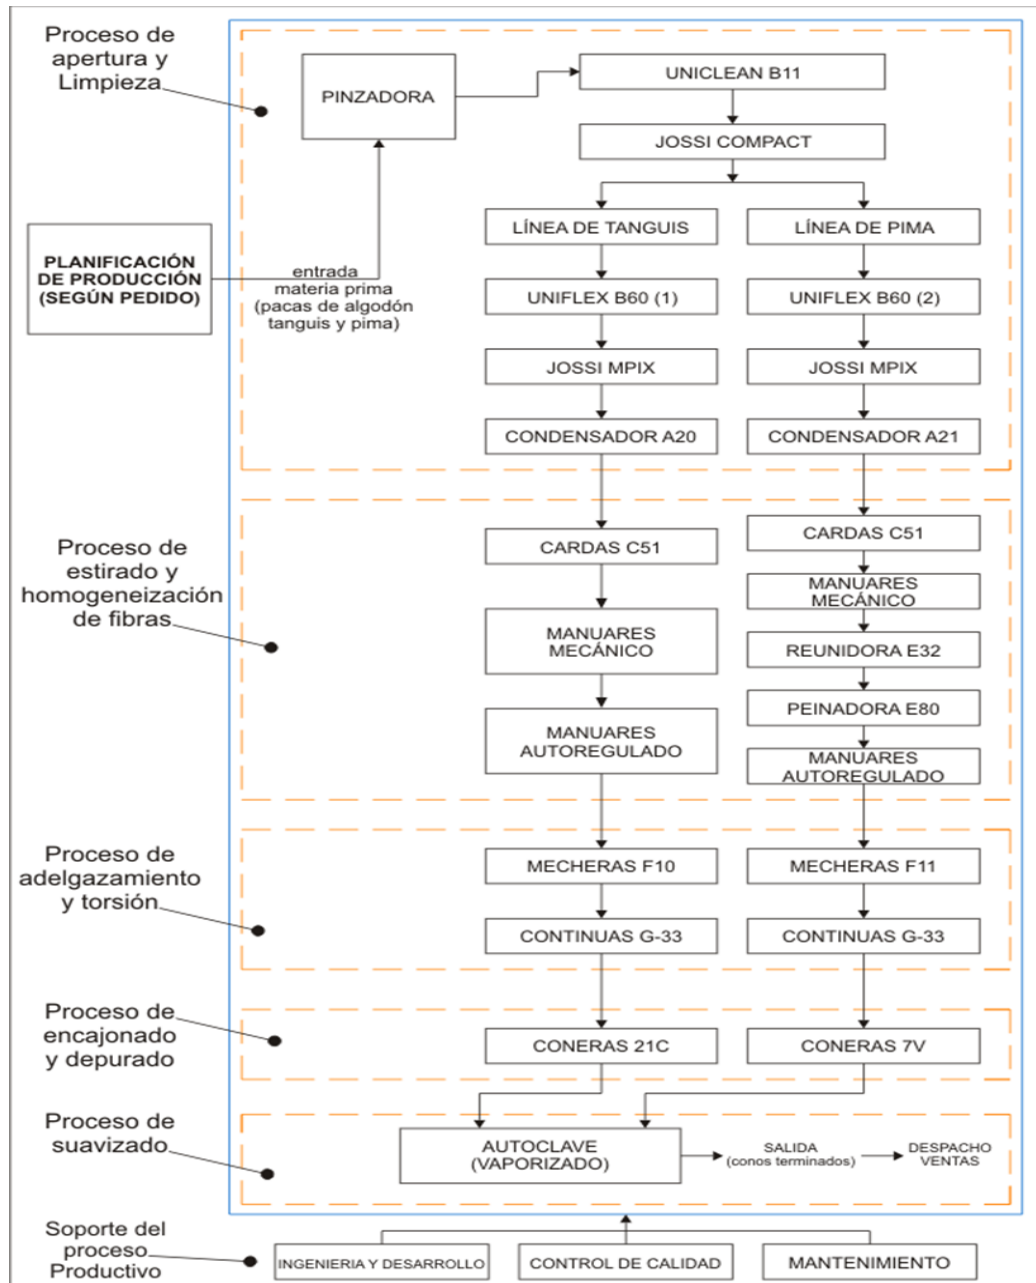 Proceso de
apertura y
Limpieza
PINZADORA
UNICLEAN B11
JOSSI COMPACT
LÍNEA DE TANGUIS
LÍNEA DE PIMA
PLANIFICACIÓN
DE PRODUCCIÓN
(SEGÚN PEDIDO)
entrada
materia prima
(pacas de algodón
tanguis y pima)
UNIFLEX B60 (1)
UNIFLEX B60 (2)
JOSSI MPIX
JOSSI MPIX
CONDENSADOR A20
CONDENSADOR A21
Proceso de
estirado y
homogeneización
de fibras
CARDAS C51
CARDAS C51
MANUARES
MECÁNICO
MANUARES
MECÁNICO
REUNIDORA E32
PEINADORA E80
MANUARES
AUTOREGULADO
MANUARES
AUTOREGULADO
Proceso de
adelgazamiento
y torsión
MECHERAS F10
MECHERAS F11
CONTINUAS G-33
CONTINUAS G-33
Proceso de
encajonado
y depurado
CONERAS 21C
CONERAS 7V
Proceso de
suavizado
AUTOCLAVE
(VAPORIZADO)
SALIDA
(conos terminados)
DESPACHO
VENTAS
Soporte del
proceso
Productivo
INGENIERIA Y DESARROLLO
CONTROL DE CALIDAD
MANTENIMIENTO